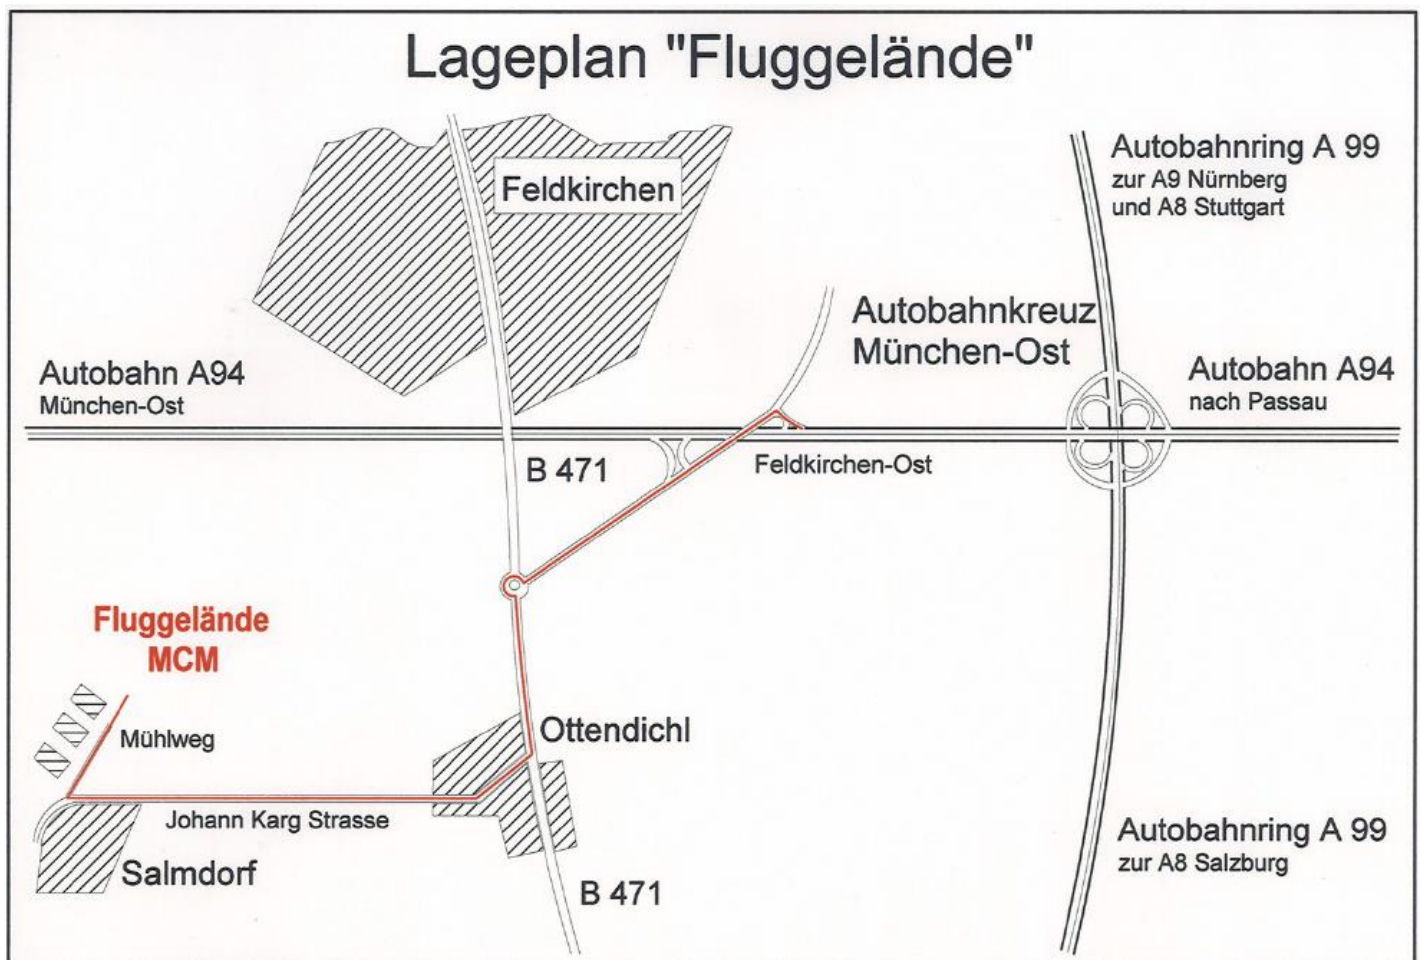 Lageplan "Fluggelände"
Feldkirchen
Autobahnring A 99
zur A9 Nürnberg
und A8 Stuttgart
Autobahnkreuz
München-Ost
Autobahn A94
München-Ost
Autobahn A94
nach Passau
B 471
Feldkirchen-Ost
Fluggelände
MCM
Mühlweg
Ottendichl
Johann Karg Strasse
Salmdorf
B 471
Autobahnring A 99
zur A8 Salzburg